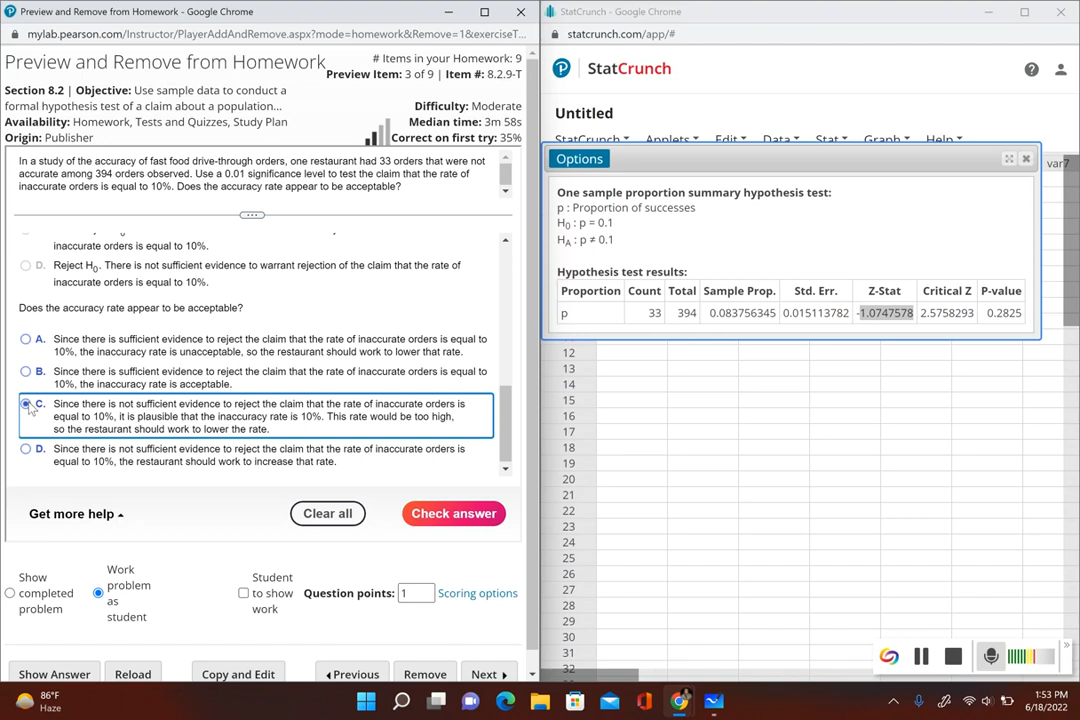 Preview and Remove from Homework - Google Chrome
mylab.pearson.com/Instructor/PlayerAddAndRemove.aspx?mode=homework&Remove=1&exerciseT...
Preview and Remove from Homework
# Items in your Homework: 9
Preview Item: 3 of 9 | Item #: 8.2.9-T
Section 8.2 | Objective: Use sample data to conduct a
formal hypothesis test of a claim about a population...
Availability: Homework, Tests and Quizzes, Study Plan
Origin: Publisher
Difficulty: Moderate
Median time: 3m 58s
Correct on first try: 35%
In a study of the accuracy of fast food drive-through orders, one restaurant had 33 orders that were not
accurate among 394 orders observed. Use a 0.01 significance level to test the claim that the rate of
inaccurate orders is equal to 10%. Does the accuracy rate appear to be acceptable?
inaccurate orders is equal to 10%.
D. Reject H0. There is not sufficient evidence to warrant rejection of the claim that the rate of
inaccurate orders is equal to 10%.
Does the accuracy rate appear to be acceptable?
A. Since there is sufficient evidence to reject the claim that the rate of inaccurate orders is equal to
10%, the inaccuracy rate is unacceptable, so the restaurant should work to lower that rate.
B. Since there is sufficient evidence to reject the claim that the rate of inaccurate orders is equal to
10%, the inaccuracy rate is acceptable.
C. Since there is not sufficient evidence to reject the claim that the rate of inaccurate orders is
equal to 10%, it is plausible that the inaccuracy rate is 10%. This rate would be too high,
so the restaurant should work to lower the rate.
D. Since there is not sufficient evidence to reject the claim that the rate of inaccurate orders is
equal to 10%, the restaurant should work to increase that rate.
Get more help
Clear all
Check answer
Show
completed
problem
Work
problem
as
student
Student
to show
work
Question points: 1
Scoring options
Show Answer
Reload
Copy and Edit
Previous
Remove
Next
StatCrunch - Google Chrome
statcrunch.com/app/#
StatCrunch
Untitled
StatCrunch Applets Edit Data Stat Graph Help
var7
Options
One sample proportion summary hypothesis test:
p : Proportion of successes
H0 : p = 0.1
HA : p ≠ 0.1
Hypothesis test results:
Proportion Count Total Sample Prop. Std. Err. Z-Stat Critical Z P-value
p 33 394 0.083756345 0.015113782 -1.0747578 2.5758293 0.2825
12
13
14
15
16
17
18
19
20
21
22
23
24
25
26
27
28
29
30
31
32
86°F
Haze
1:53 PM
6/18/2022